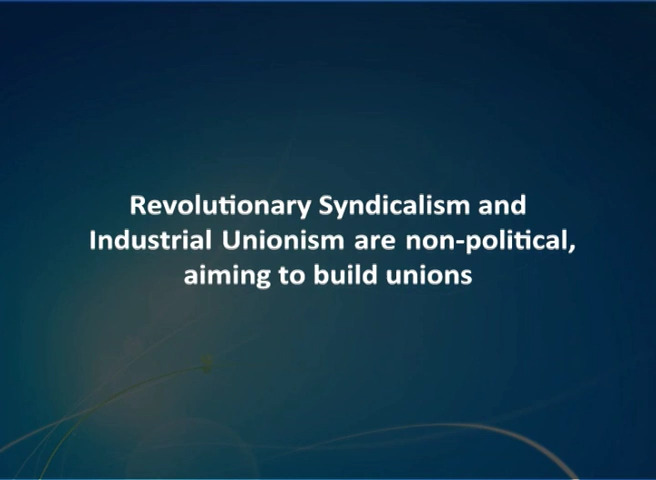 Revolutionary Syndicalism and
Industrial Unionism are non-political,
aiming to build unions